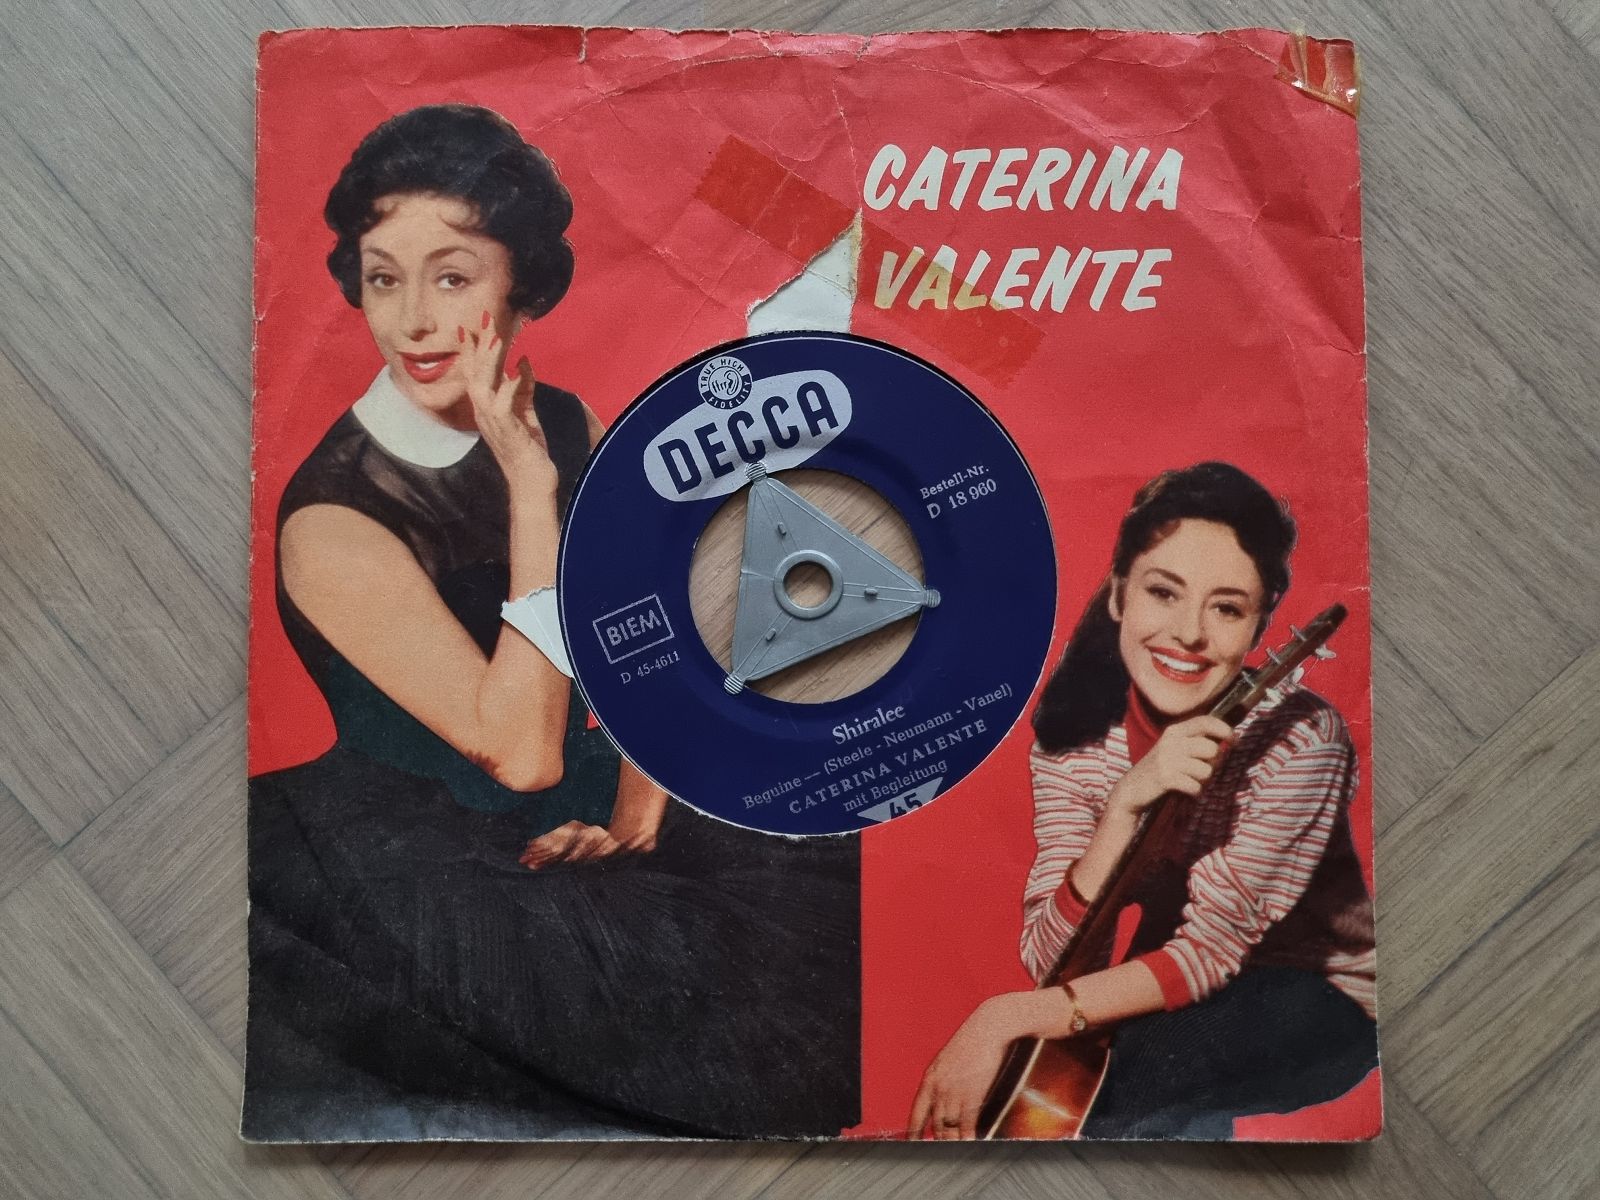 CATERINA
VALENTE
TRUE HIGH
FIDELITY
DECCA
Bestell-Nr.
D 18 960
BIEM
D 45-4611
Shiralee
Beguine — (Steele - Neumann - Vanel)
CATERINA VALENTE
mit Begleitung
45